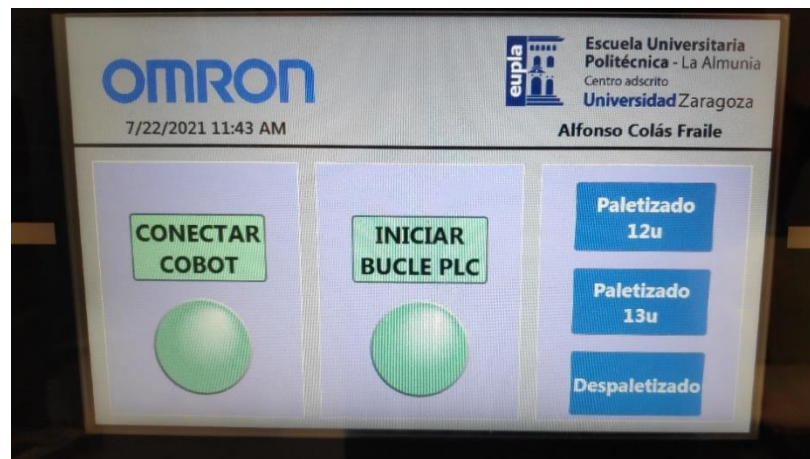 OMRON
7/22/2021 11:43 AM
eupla
Escuela Universitaria
Politécnica - La Almunia
Centro adscrito
Universidad Zaragoza
Alfonso Colás Fraile
CONECTAR
COBOT
INICIAR
BUCLE PLC
Paletizado
12u
Paletizado
13u
Despaletizado